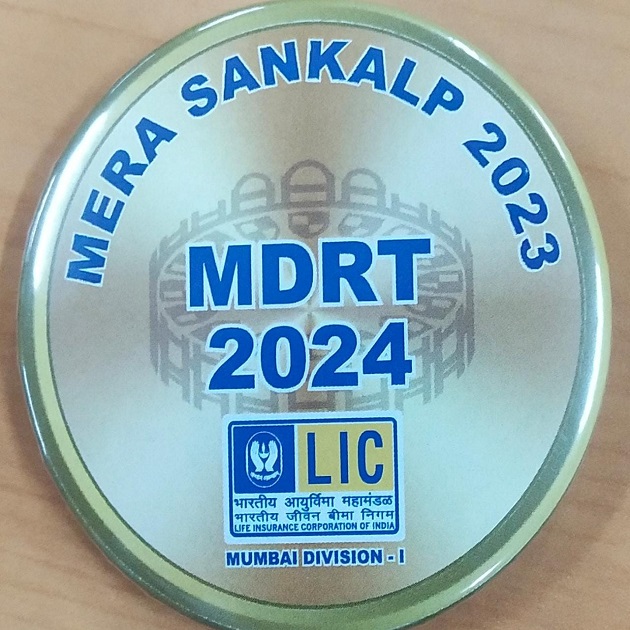 MERA SANKALP 2023
MDRT
2024
LIC
भारतीय आयुर्विमा महामंडळ
भारतीय जीवन बीमा निगम
LIFE INSURANCE CORPORATION OF INDIA
MUMBAI DIVISION - I